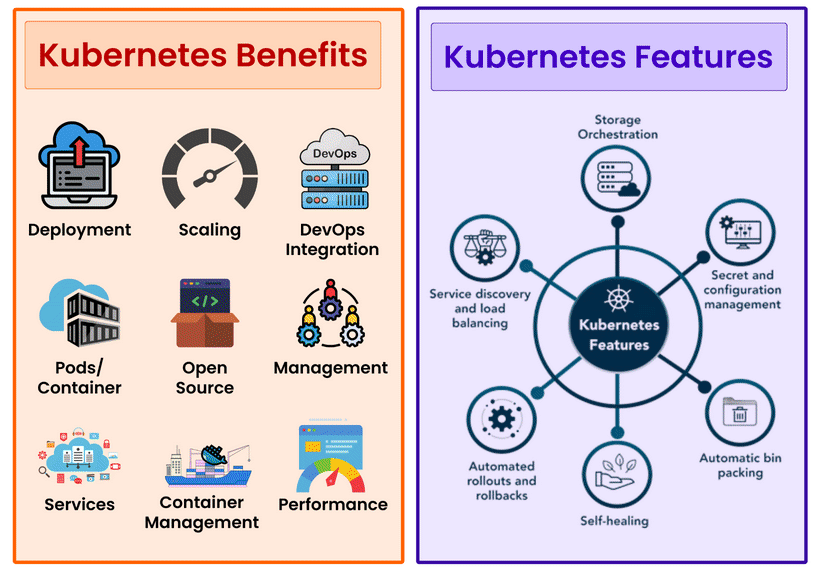 Kubernetes Benefits
Deployment
Scaling
DevOps
DevOps
Integration
Pods/
Container
</>
Open
Source
Management
Services
Container
Management
Performance
Kubernetes Features
Storage
Orchestration
Secret and
configuration
management
Service discovery
and load
balancing
Kubernetes
Features
Automatic bin
packing
Automated
rollouts and
rollbacks
Self-healing